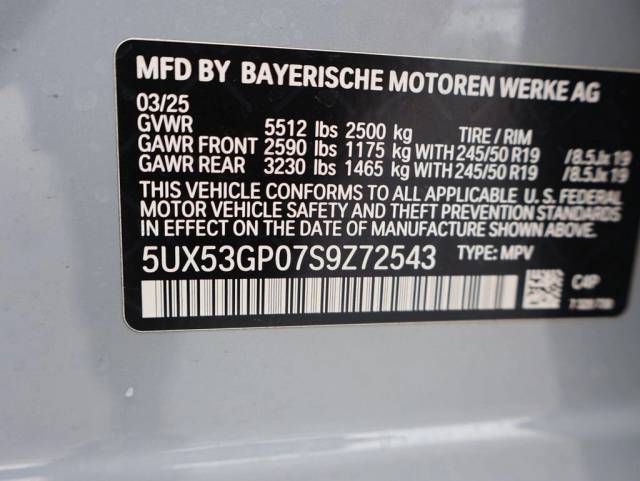 MFD BY BAYERISCHE MOTOREN WERKE AG
03/25
GVWR 5512 lbs 2500 kg TIRE / RIM
GAWR FRONT 2590 lbs 1175 kg WITH 245/50 R19 /8.5Jx19
GAWR REAR 3230 lbs 1465 kg WITH 245/50 R19 /8.5Jx19
THIS VEHICLE CONFORMS TO ALL APPLICABLE U. S. FEDERAL
MOTOR VEHICLE SAFETY AND THEFT PREVENTION STANDARDS
IN EFFECT ON THE DATE OF MANUFACTURE SHOWN ABOVE
5UX53GP07S9Z72543 TYPE: MPV
C4P